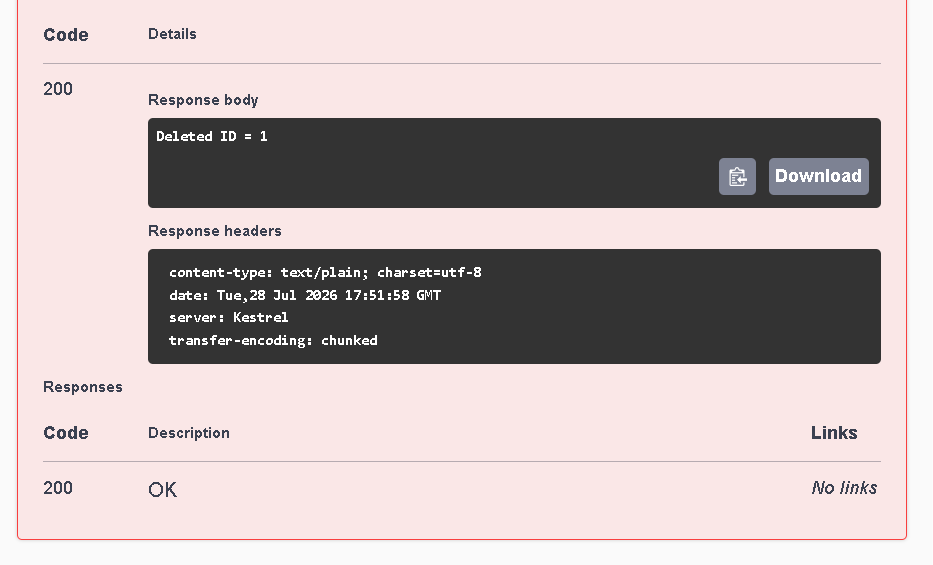 Code Details
200
Response body
Deleted ID = 1
Download
Response headers
content-type: text/plain; charset=utf-8
date: Tue,28 Jul 2026 17:51:58 GMT
server: Kestrel
transfer-encoding: chunked
Responses
Code Description Links
200 OK No links